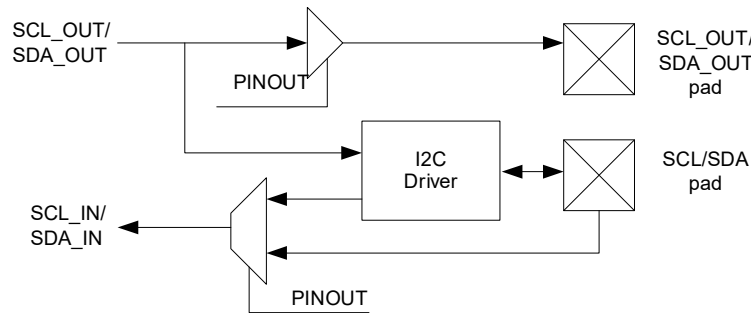 SCL_OUT/
SDA_OUT
PINOUT
SCL_OUT/
SDA_OUT
pad
I2C
Driver
SCL/SDA
pad
SCL_IN/
SDA_IN
PINOUT